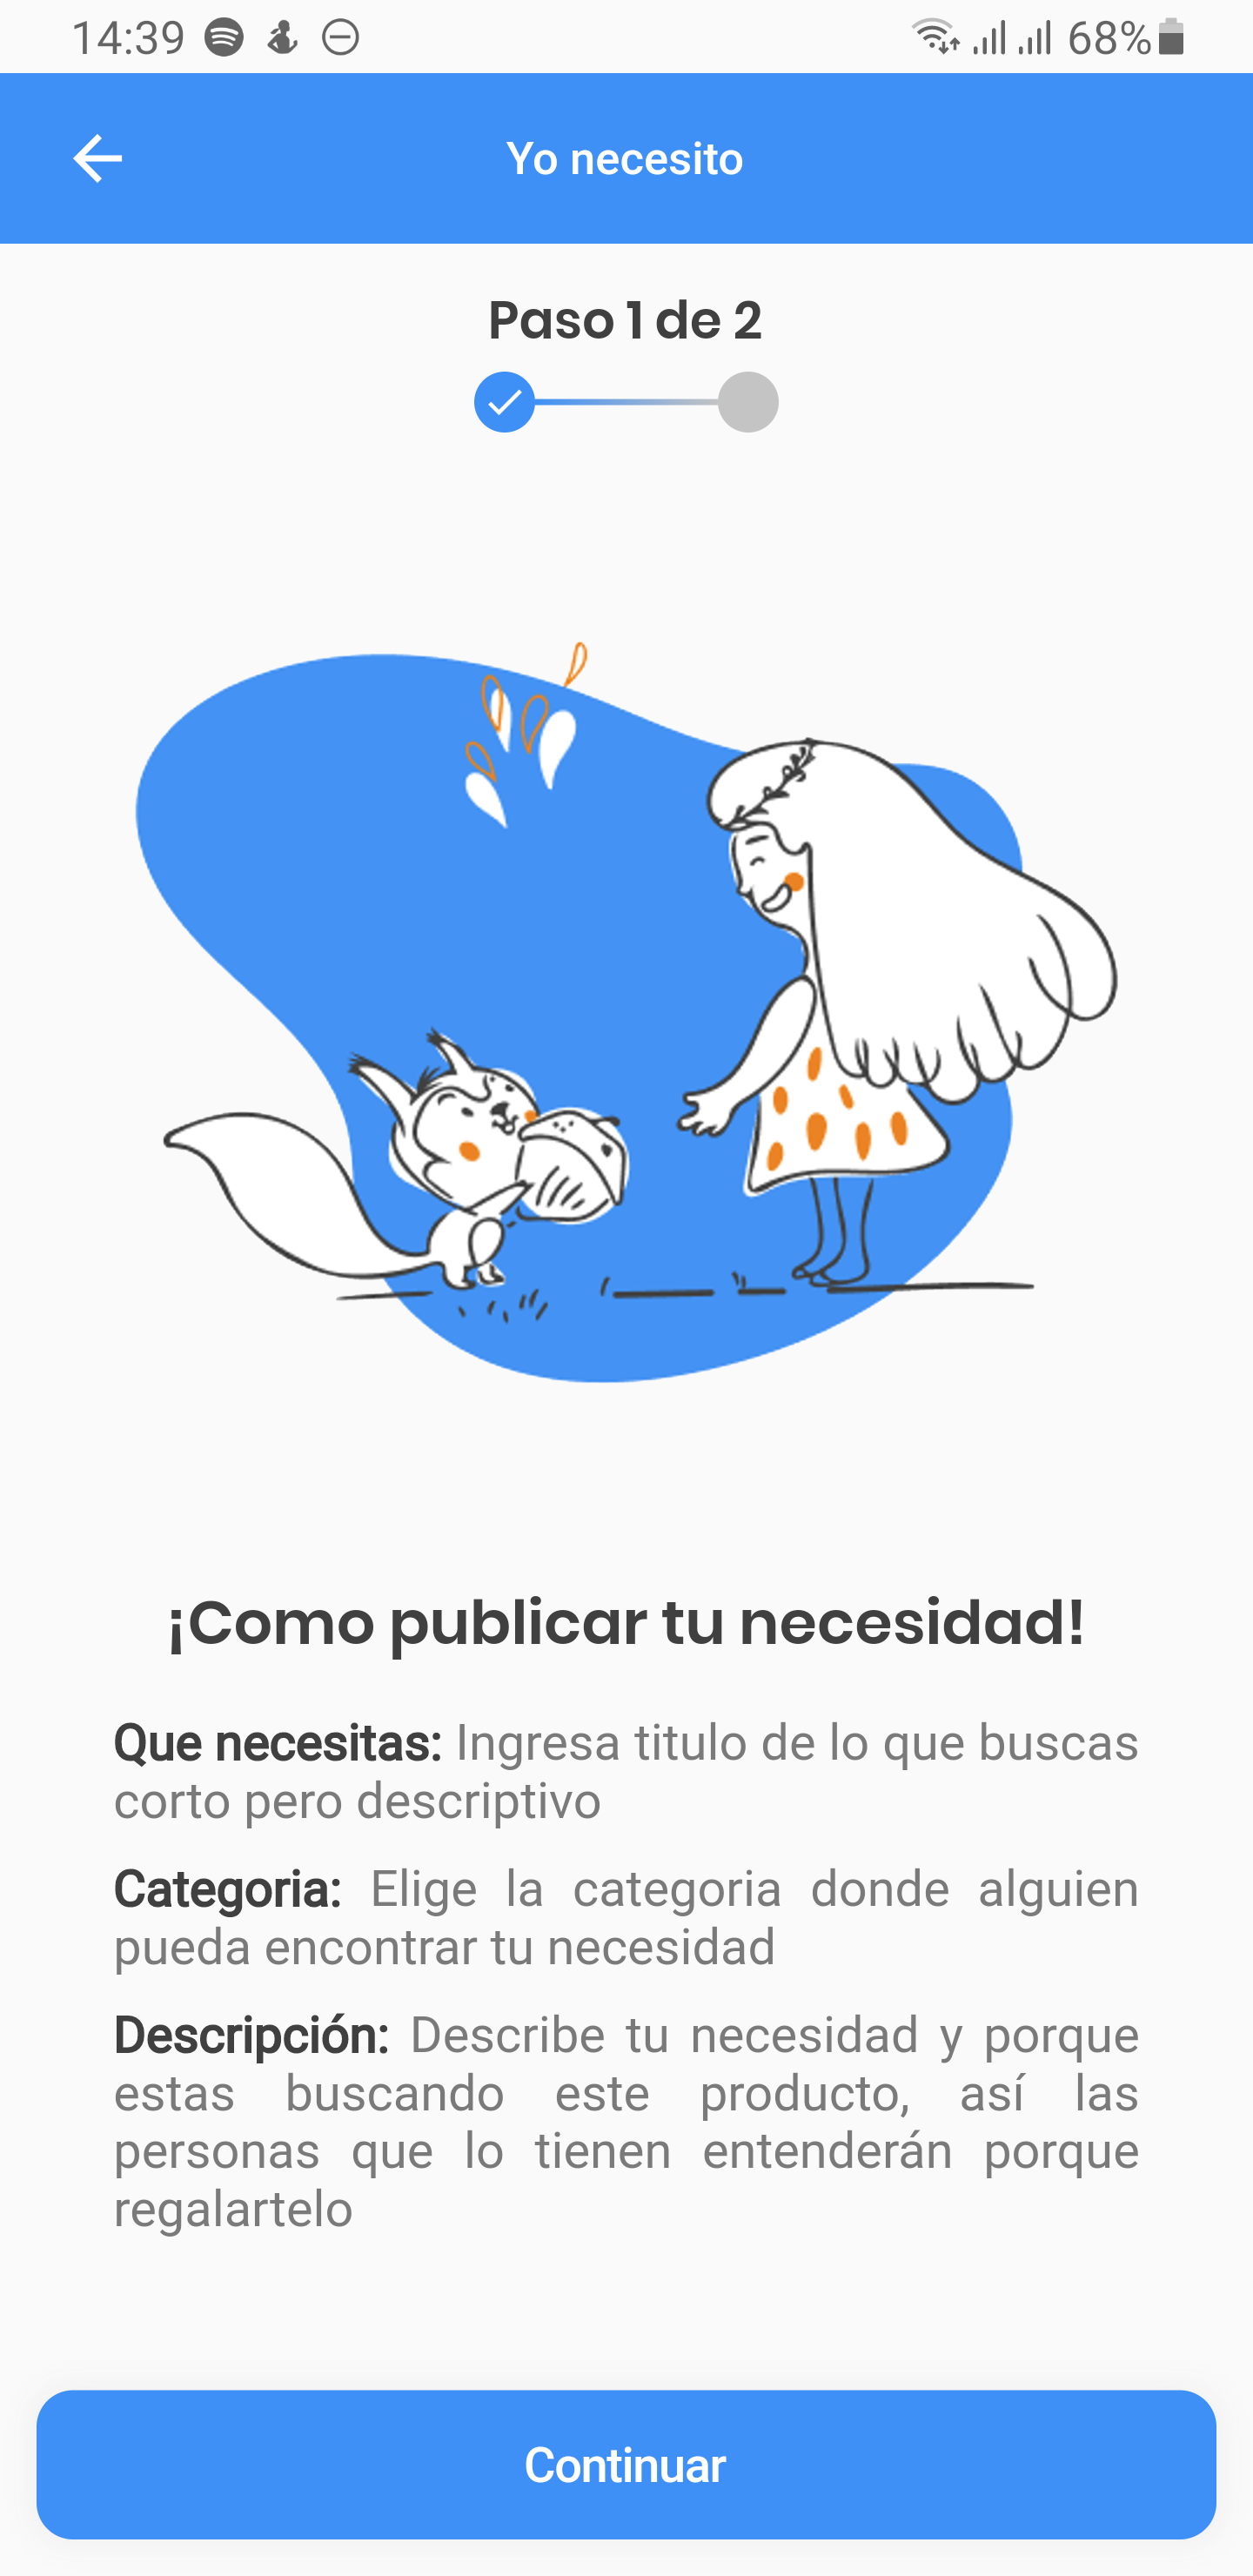 14:39
68%
Yo necesito
Paso 1 de 2
¡Como publicar tu necesidad!
Que necesitas: Ingresa titulo de lo que buscas
corto pero descriptivo
Categoria: Elige la categoria donde alguien
pueda encontrar tu necesidad
Descripción: Describe tu necesidad y porque
estas buscando este producto, así las
personas que lo tienen entenderán porque
regalartelo
Continuar